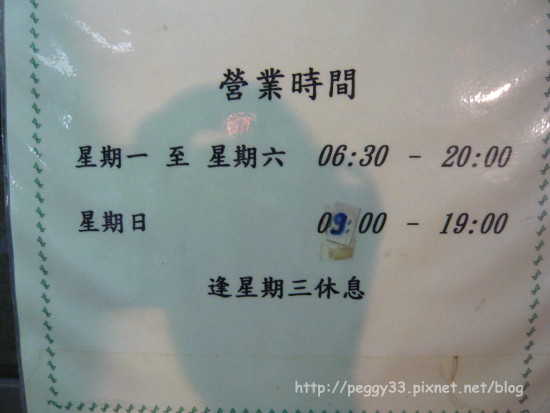 營業時間
星期一 至 星期六 06:30 - 20:00
星期日 09:00 - 19:00
逢星期三休息
http://peggy33.pixnet.net/blog